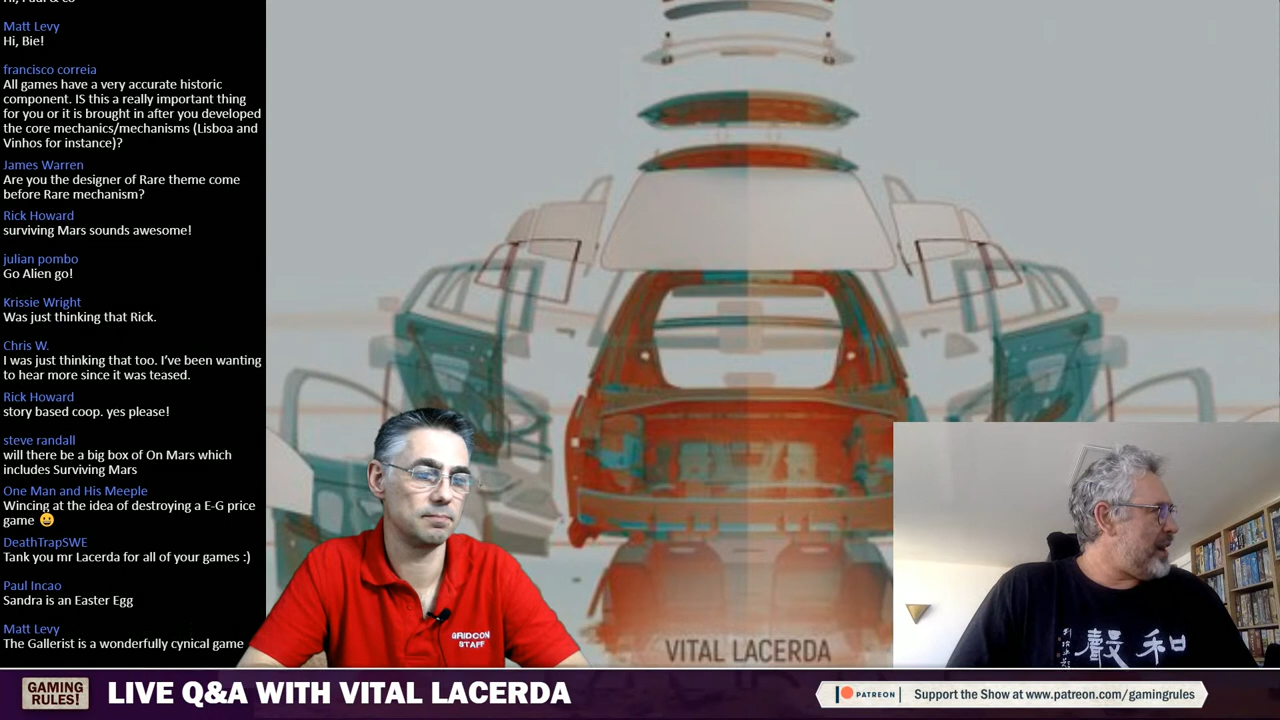 Hi, Paul & co
Matt Levy
Hi, Bie!
francisco correia
All games have a very accurate historic
component. IS this a really important thing
for you or it is brought in after you developed
the core mechanics/mechanisms (Lisboa and
Vinhos for instance)?
James Warren
Are you the designer of Rare theme come
before Rare mechanism?
Rick Howard
surviving Mars sounds awesome!
julian pombo
Go Alien go!
Krissie Wright
Was just thinking that Rick.
Chris W.
I was just thinking that too. I've been wanting
to hear more since it was teased.
Rick Howard
story based coop. yes please!
steve randall
will there be a big box of On Mars which
includes Surviving Mars
One Man and His Meeple
Wincing at the idea of destroying a E-G price
game 😀
DeathTrapSWE
Tank you mr Lacerda for all of your games :)
Paul Incao
Sandra is an Easter Egg
Matt Levy
The Gallerist is a wonderfully cynical game
GRIDCON
STAFF
VITAL LACERDA
和聲
GAMING
RULES!
LIVE Q&A WITH VITAL LACERDA
PATREON
Support the Show at www.patreon.com/gamingrules